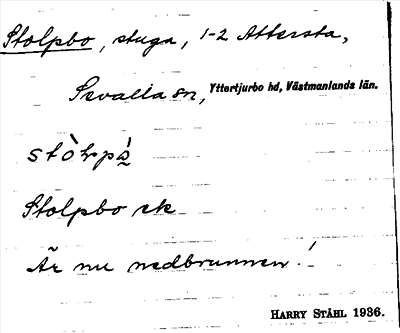 Stolpbo, stuga, 1-2 Attersta,
Sevalla sn, Yttertjurbo hd, Västmanlands län.
Stolpbo ek
Är nu nedbrunnen!
HARRY STÅHL 1936.